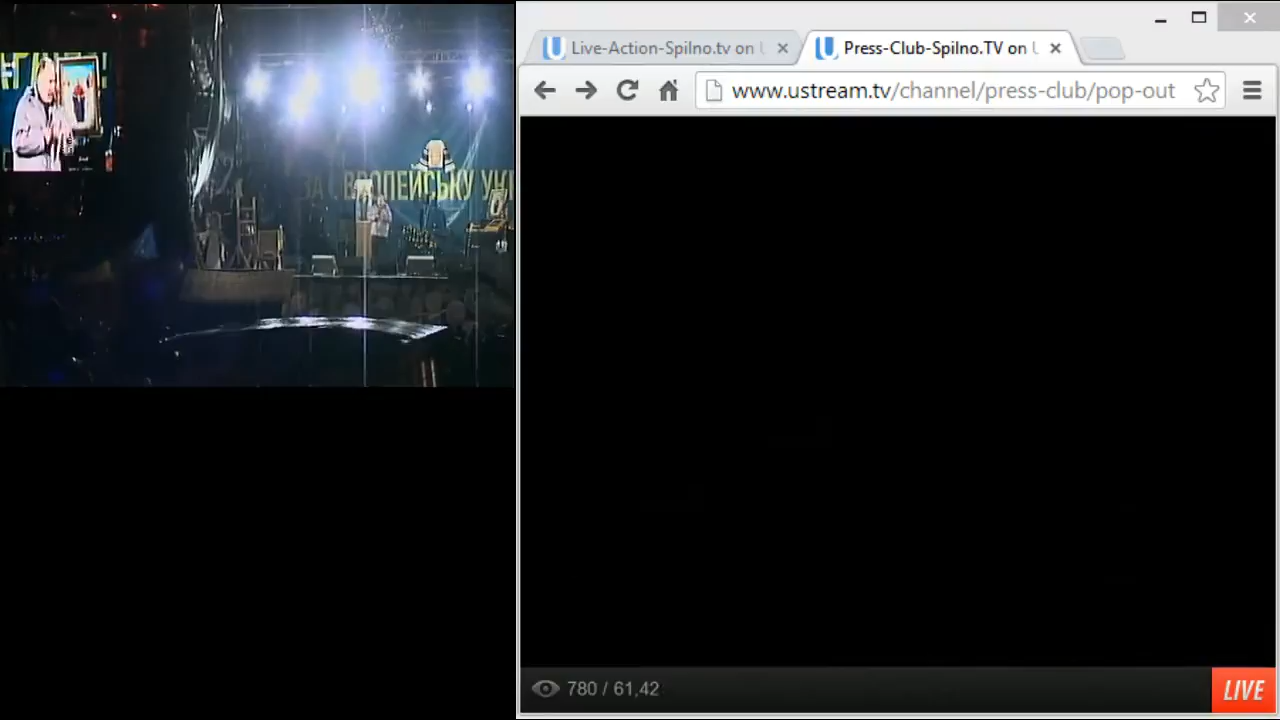 ЗА ЄВРОПЕЙСЬКУ УК
Live-Action-Spilno.tv on
Press-Club-Spilno.TV on
www.ustream.tv/channel/press-club/pop-out
780 / 61,42
LIVE